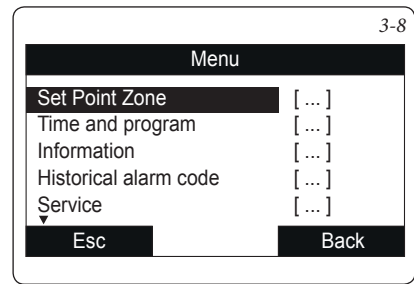 3-8
Menu
Set Point Zone [ ... ]
Time and program [ ... ]
Information [ ... ]
Historical alarm code [ ... ]
Service [ ... ]
Esc Back